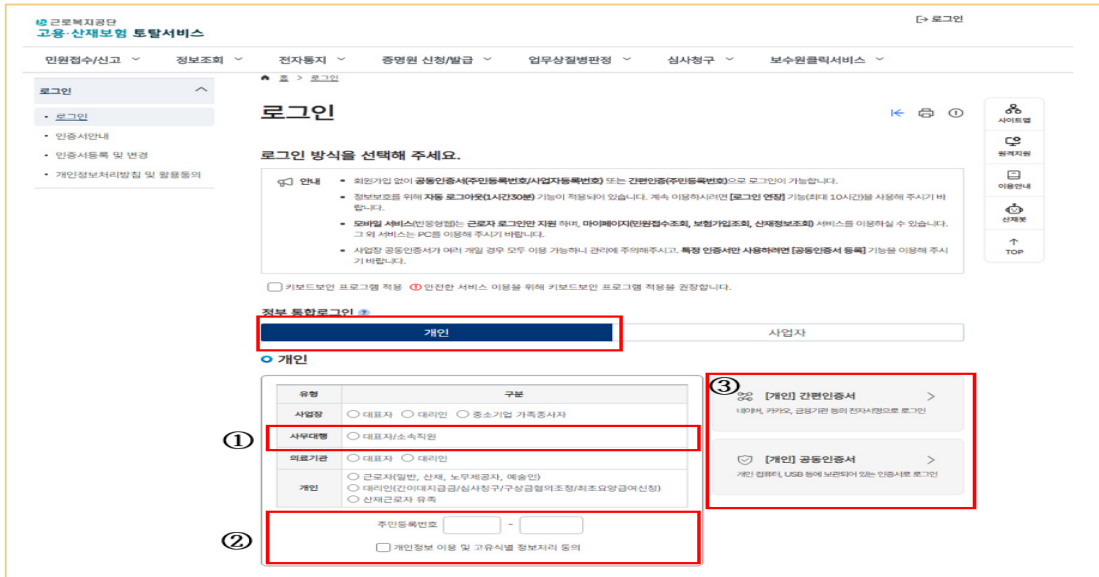 근로복지공단
고용·산재보험 토탈서비스
로그인
민원접수/신고 정보조회 전자통지 증명원 신청/발급 업무상질병판정 심사청구 보수원클릭서비스
홈 > 로그인
로그인
• 로그인
• 인증서안내
• 인증서등록 및 변경
• 개인정보처리방침 및 활용동의
로그인
사이트맵
원격지원
이용안내
산재봇
TOP
로그인 방식을 선택해 주세요.
안내
• 회원가입 없이 공동인증서(주민등록번호/사업자등록번호) 또는 간편인증(주민등록번호)으로 로그인이 가능합니다.
• 정보보호를 위해 자동 로그아웃(1시간30분) 기능이 적용되어 있습니다. 계속 이용하시려면 [로그인 연장] 기능(최대 10시간)을 사용해 주시기 바
랍니다.
• 모바일 서비스(반응형웹)는 근로자 로그인만 지원 하며, 마이페이지(민원접수조회, 보험가입조회, 산재정보조회) 서비스를 이용하실 수 있습니다.
그 외 서비스는 PC를 이용해 주시기 바랍니다.
• 사업장 공동인증서가 여러 개일 경우 모두 이용 가능하니 관리에 주의해주시고, 특정 인증서만 사용하려면 [공동인증서 등록] 기능을 이용해 주시
기 바랍니다.
키보드보안 프로그램 적용 안전한 서비스 이용을 위해 키보드보안 프로그램 적용을 권장합니다.
정부 통합로그인 ?
개인 사업자
개인
유형 구분
사업장 대표자 대리인 중소기업 가족종사자
① 사무대행 대표자/소속직원
의료기관 대표자 대리인
개인
근로자(일반, 산재, 노무제공자, 예술인)
대리인(간이대지급금/심사청구/구상금협의조정/최초요양급여신청)
산재근로자 유족
② 주민등록번호 -
개인정보 이용 및 고유식별 정보처리 동의
③ [개인] 간편인증서 >
네이버, 카카오, 금융기관 등의 전자서명으로 로그인
[개인] 공동인증서 >
개인 컴퓨터, USB 등에 보관되어 있는 인증서로 로그인